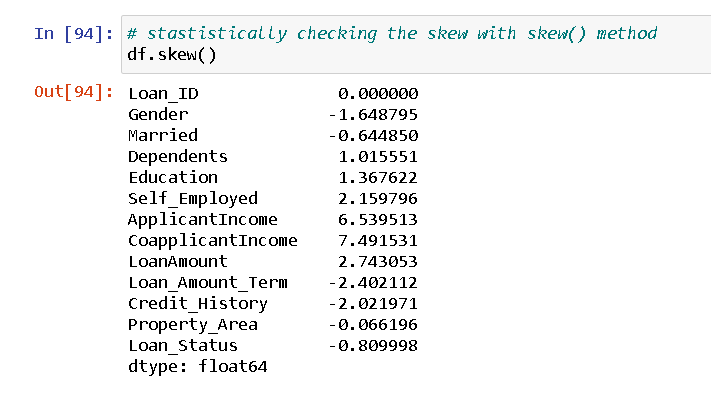 In [94]: # stastistically checking the skew with skew() method
df.skew()
Out[94]: Loan_ID 0.000000
Gender -1.648795
Married -0.644850
Dependents 1.015551
Education 1.367622
Self_Employed 2.159796
ApplicantIncome 6.539513
CoapplicantIncome 7.491531
LoanAmount 2.743053
Loan_Amount_Term -2.402112
Credit_History -2.021971
Property_Area -0.066196
Loan_Status -0.809998
dtype: float64